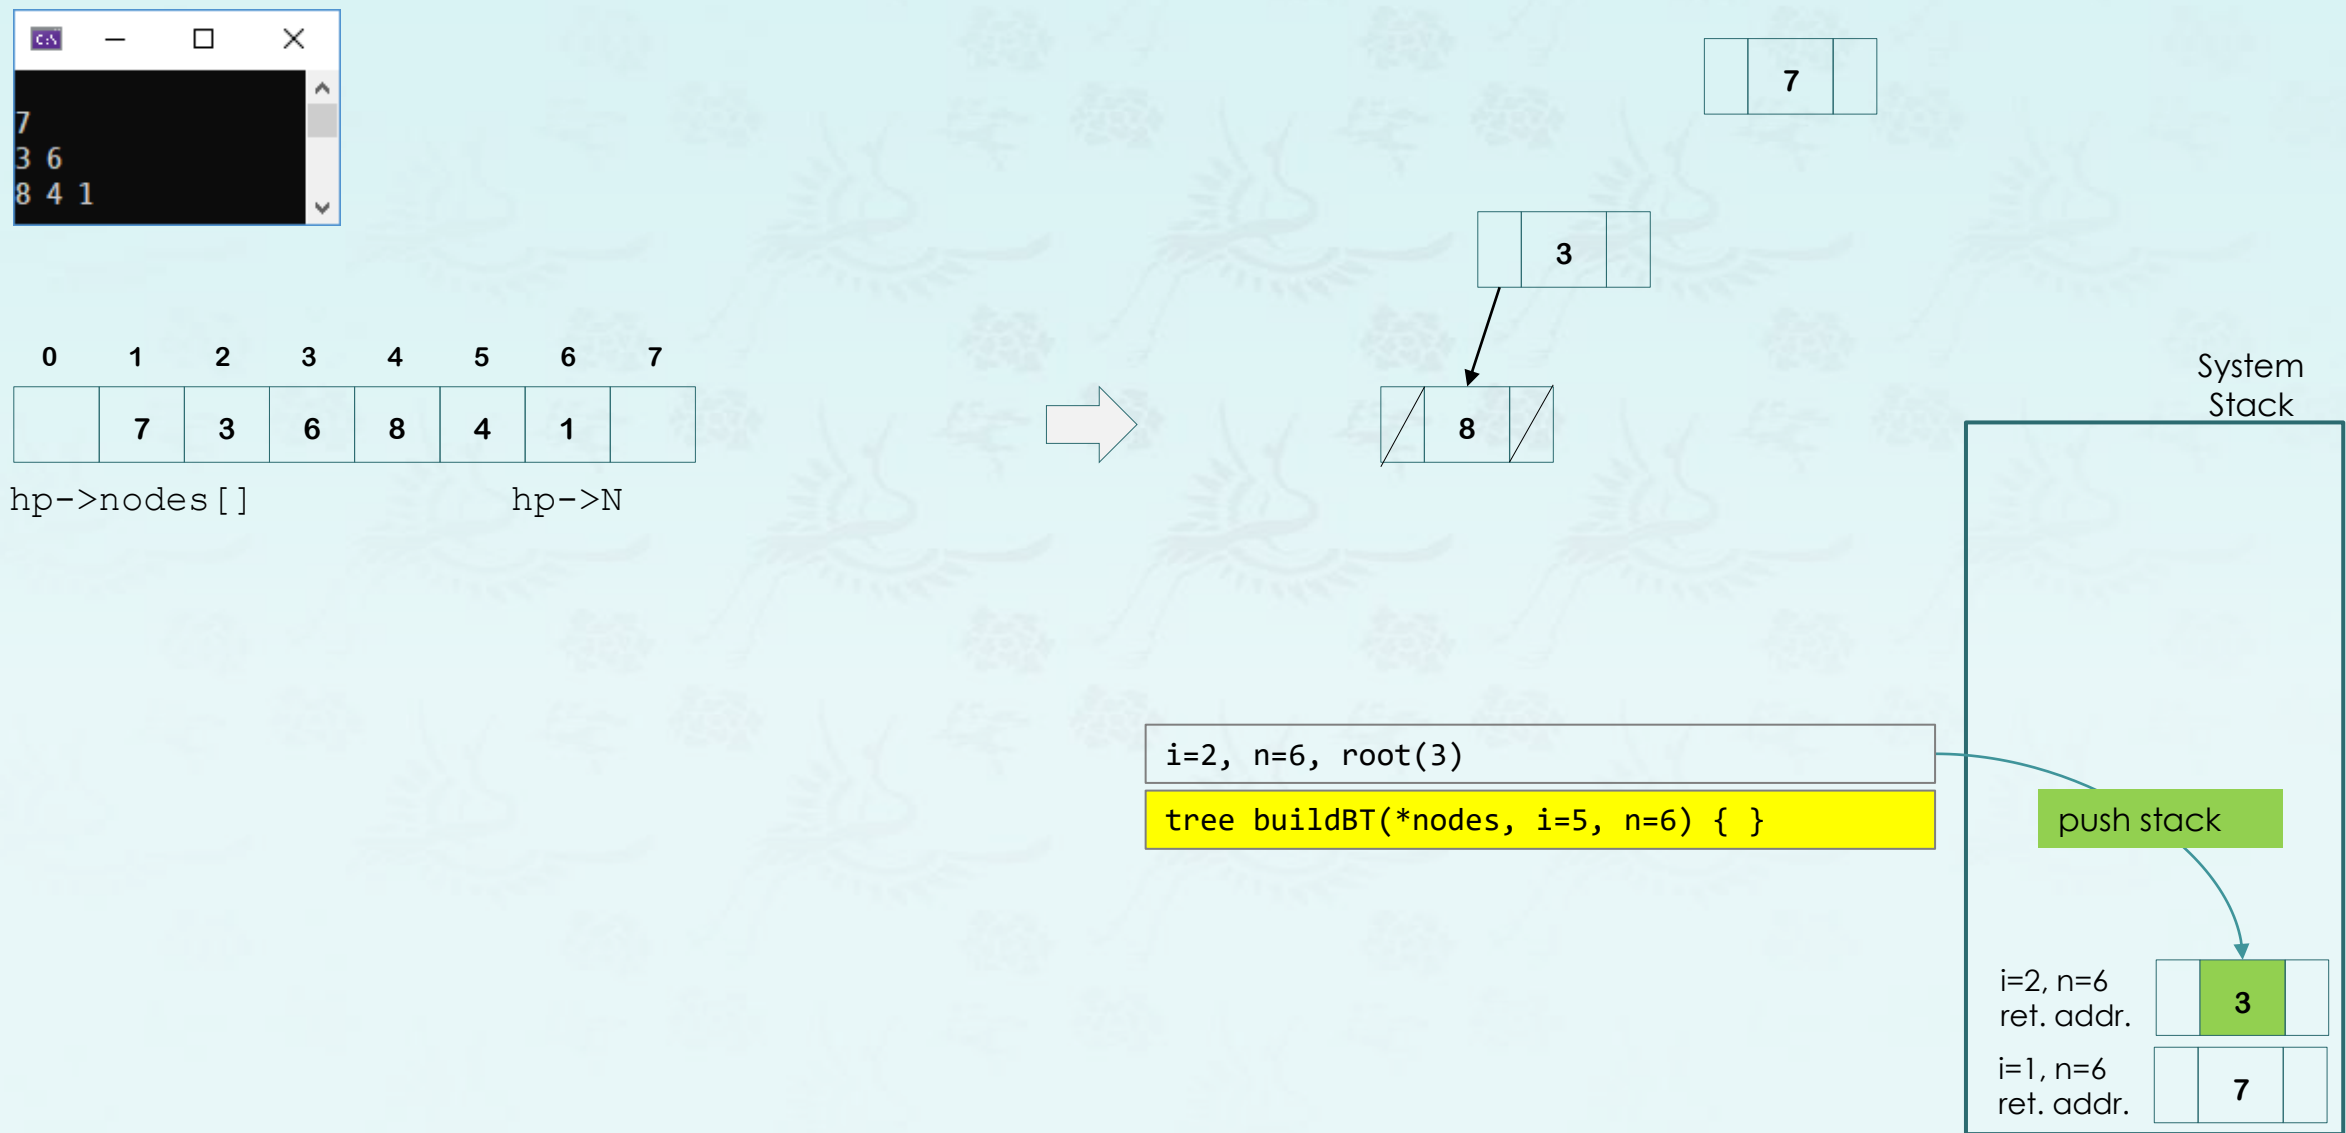 C:\
7
3 6
8 4 1
7
3
8
0 1 2 3 4 5 6 7
7 3 6 8 4 1
hp->nodes[] hp->N
System
Stack
i=2, n=6, root(3)
tree buildBT(*nodes, i=5, n=6) { }
push stack
i=2, n=6
ret. addr.
3
i=1, n=6
ret. addr.
7